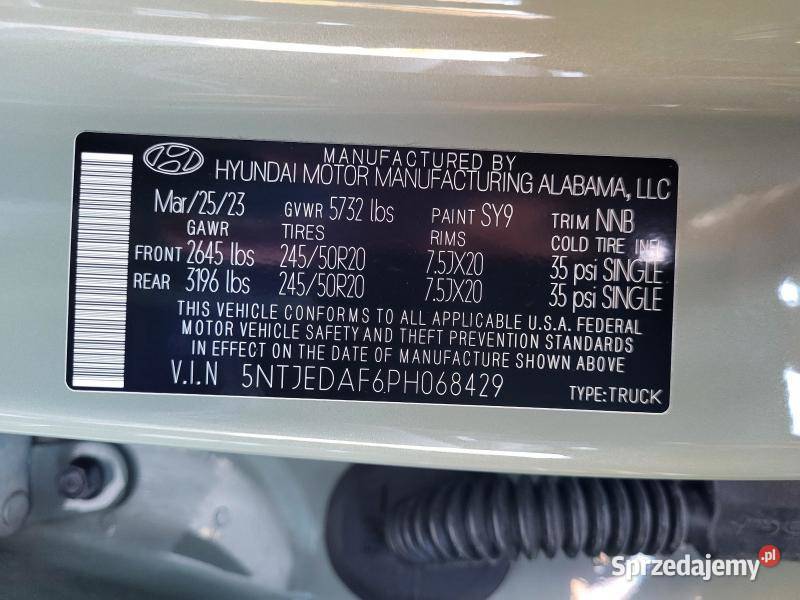 MANUFACTURED BY
HYUNDAI MOTOR MANUFACTURING ALABAMA, LLC
Mar/25/23 GVWR 5732 lbs PAINT SY9 TRIM NNB
GAWR TIRES RIMS COLD TIRE INFL
FRONT 2645 lbs 245/50R20 7.5JX20 35 psi SINGLE
REAR 3196 lbs 245/50R20 7.5JX20 35 psi SINGLE
THIS VEHICLE CONFORMS TO ALL APPLICABLE U.S.A. FEDERAL
MOTOR VEHICLE SAFETY AND THEFT PREVENTION STANDARDS
IN EFFECT ON THE DATE OF MANUFACTURE SHOWN ABOVE
V.I.N 5NTJEDAF6PH068429 TYPE:TRUCK
Sprzedajemy.pl